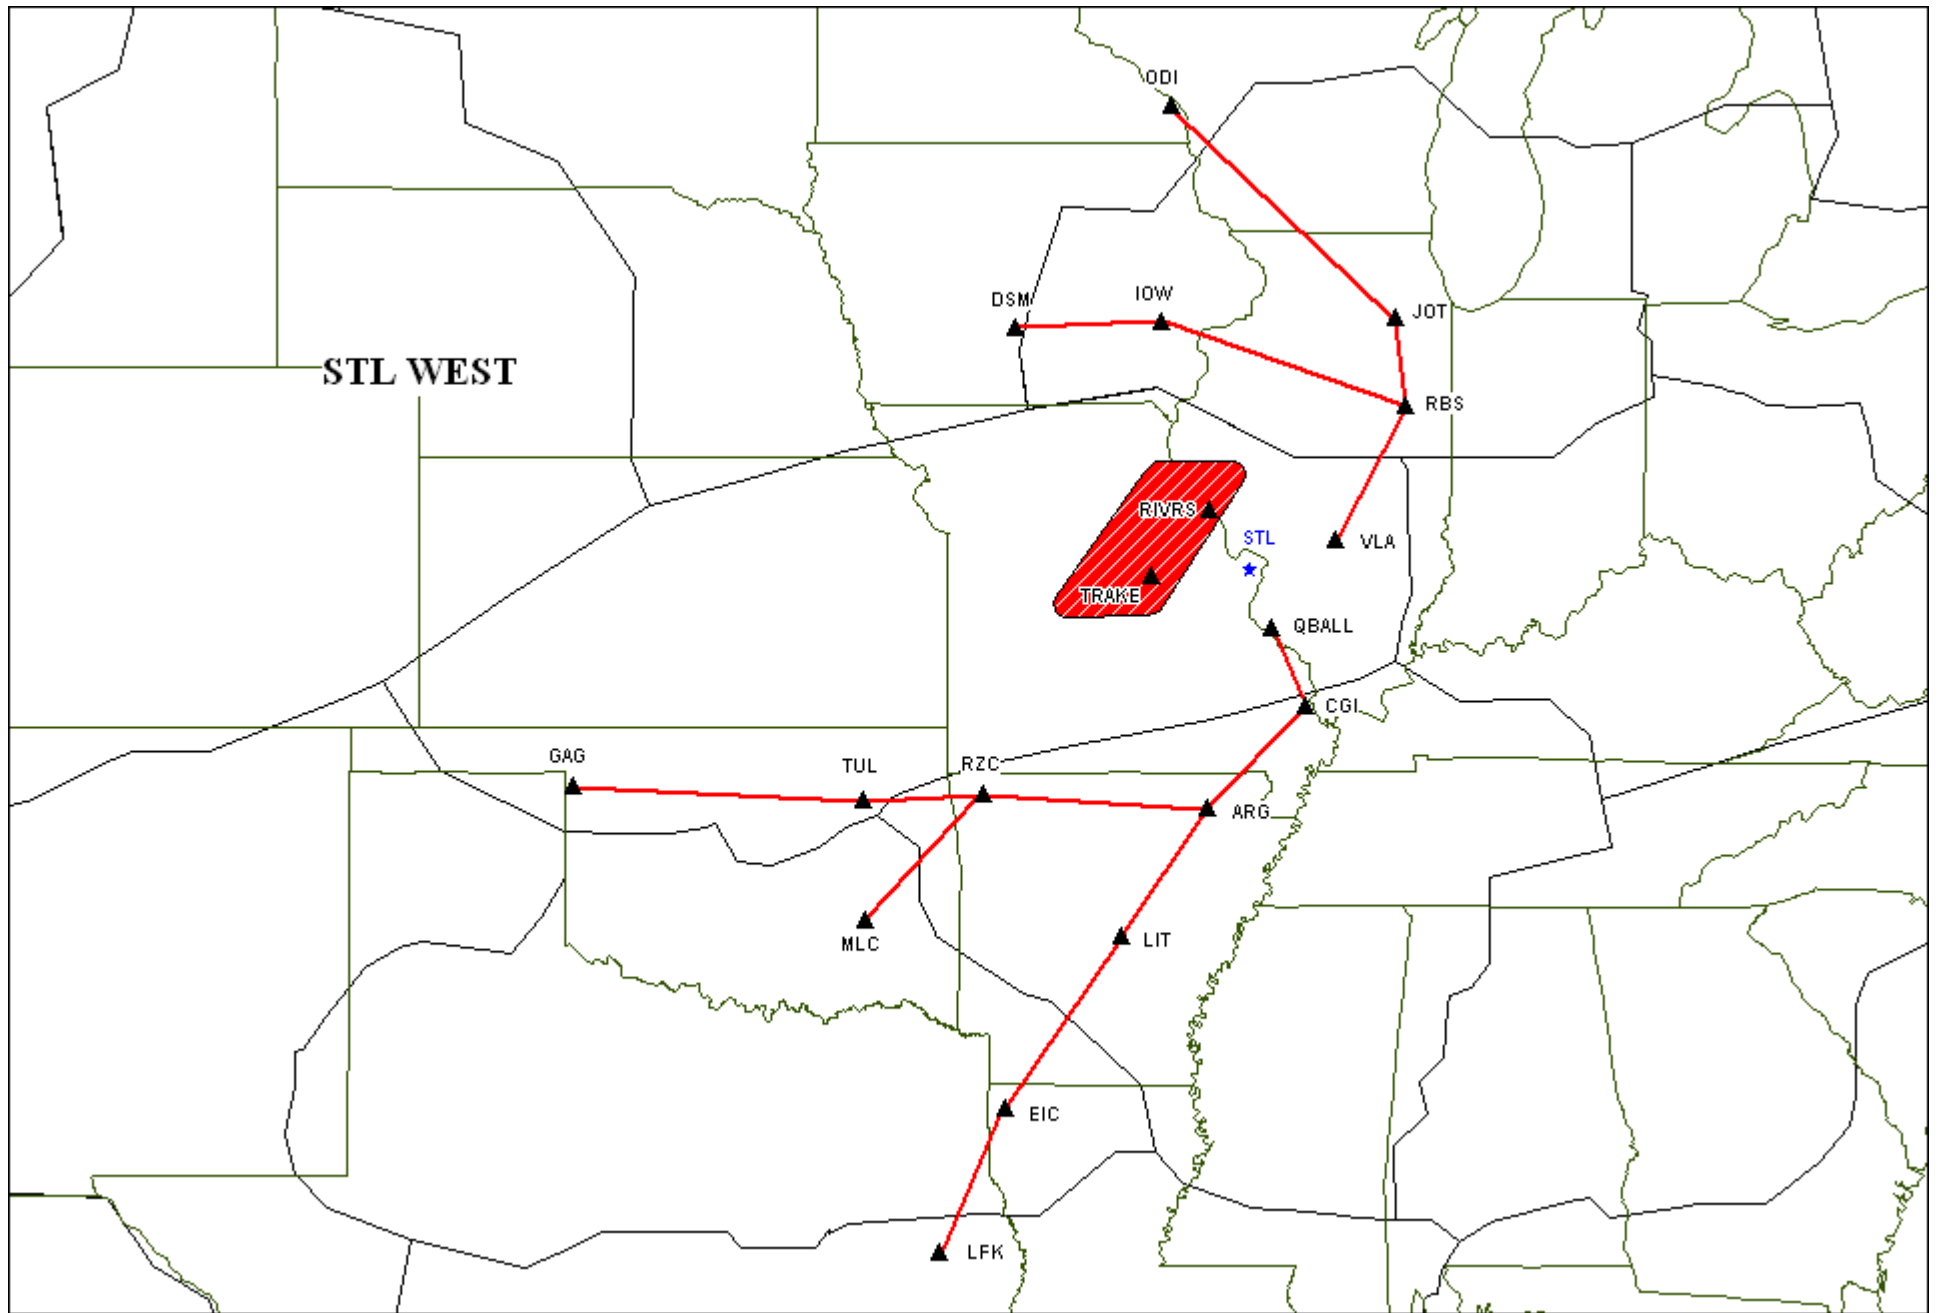 ODI
DSM
IOW
JOT
STL WEST
RBS
RIVRS
STL
VLA
TRAKE
QBALL
CGI
GAG
TUL
RZC
ARG
MLC
LIT
EIC
LFK